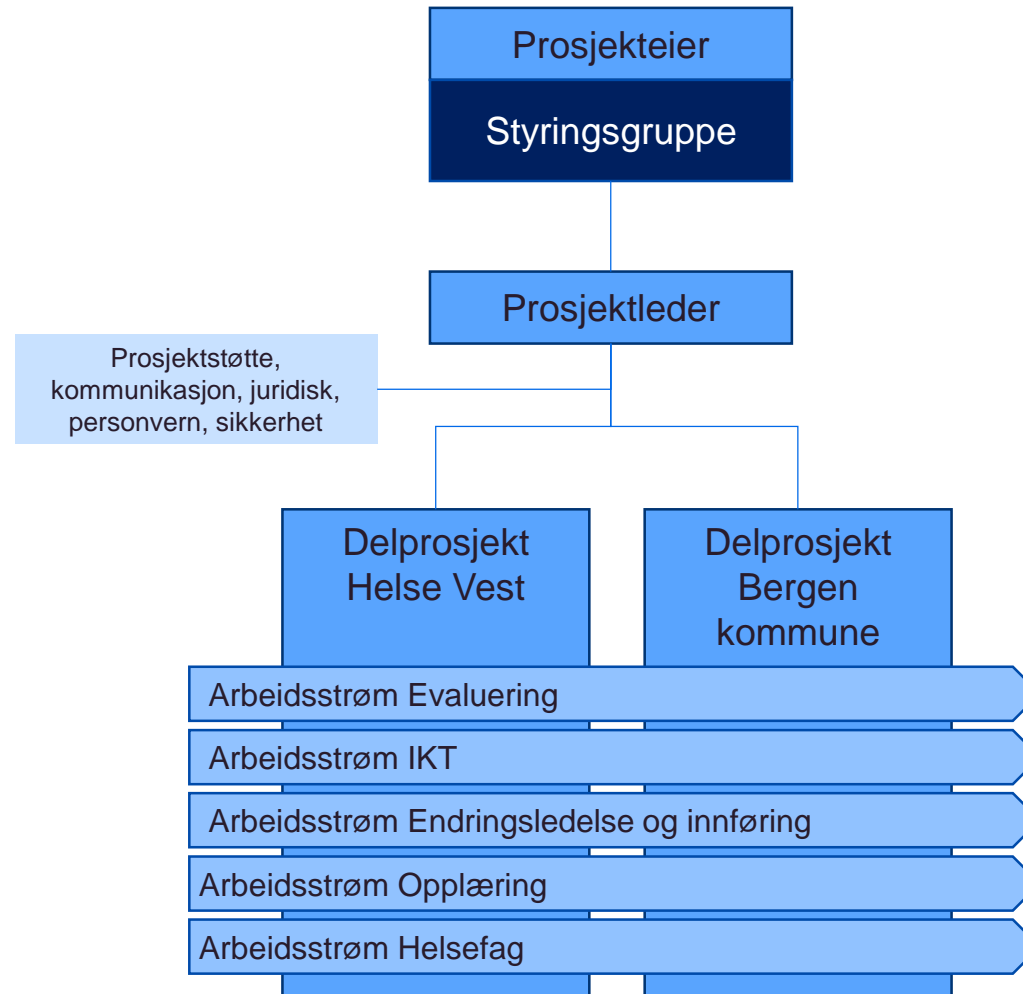 Prosjekteier
Styringsgruppe
Prosjektleder
Prosjektstøtte,
kommunikasjon, juridisk,
personvern, sikkerhet
Delprosjekt
Helse Vest
Delprosjekt
Bergen
kommune
Arbeidsstrøm Evaluering
Arbeidsstrøm IKT
Arbeidsstrøm Endringsledelse og innføring
Arbeidsstrøm Opplæring
Arbeidsstrøm Helsefag